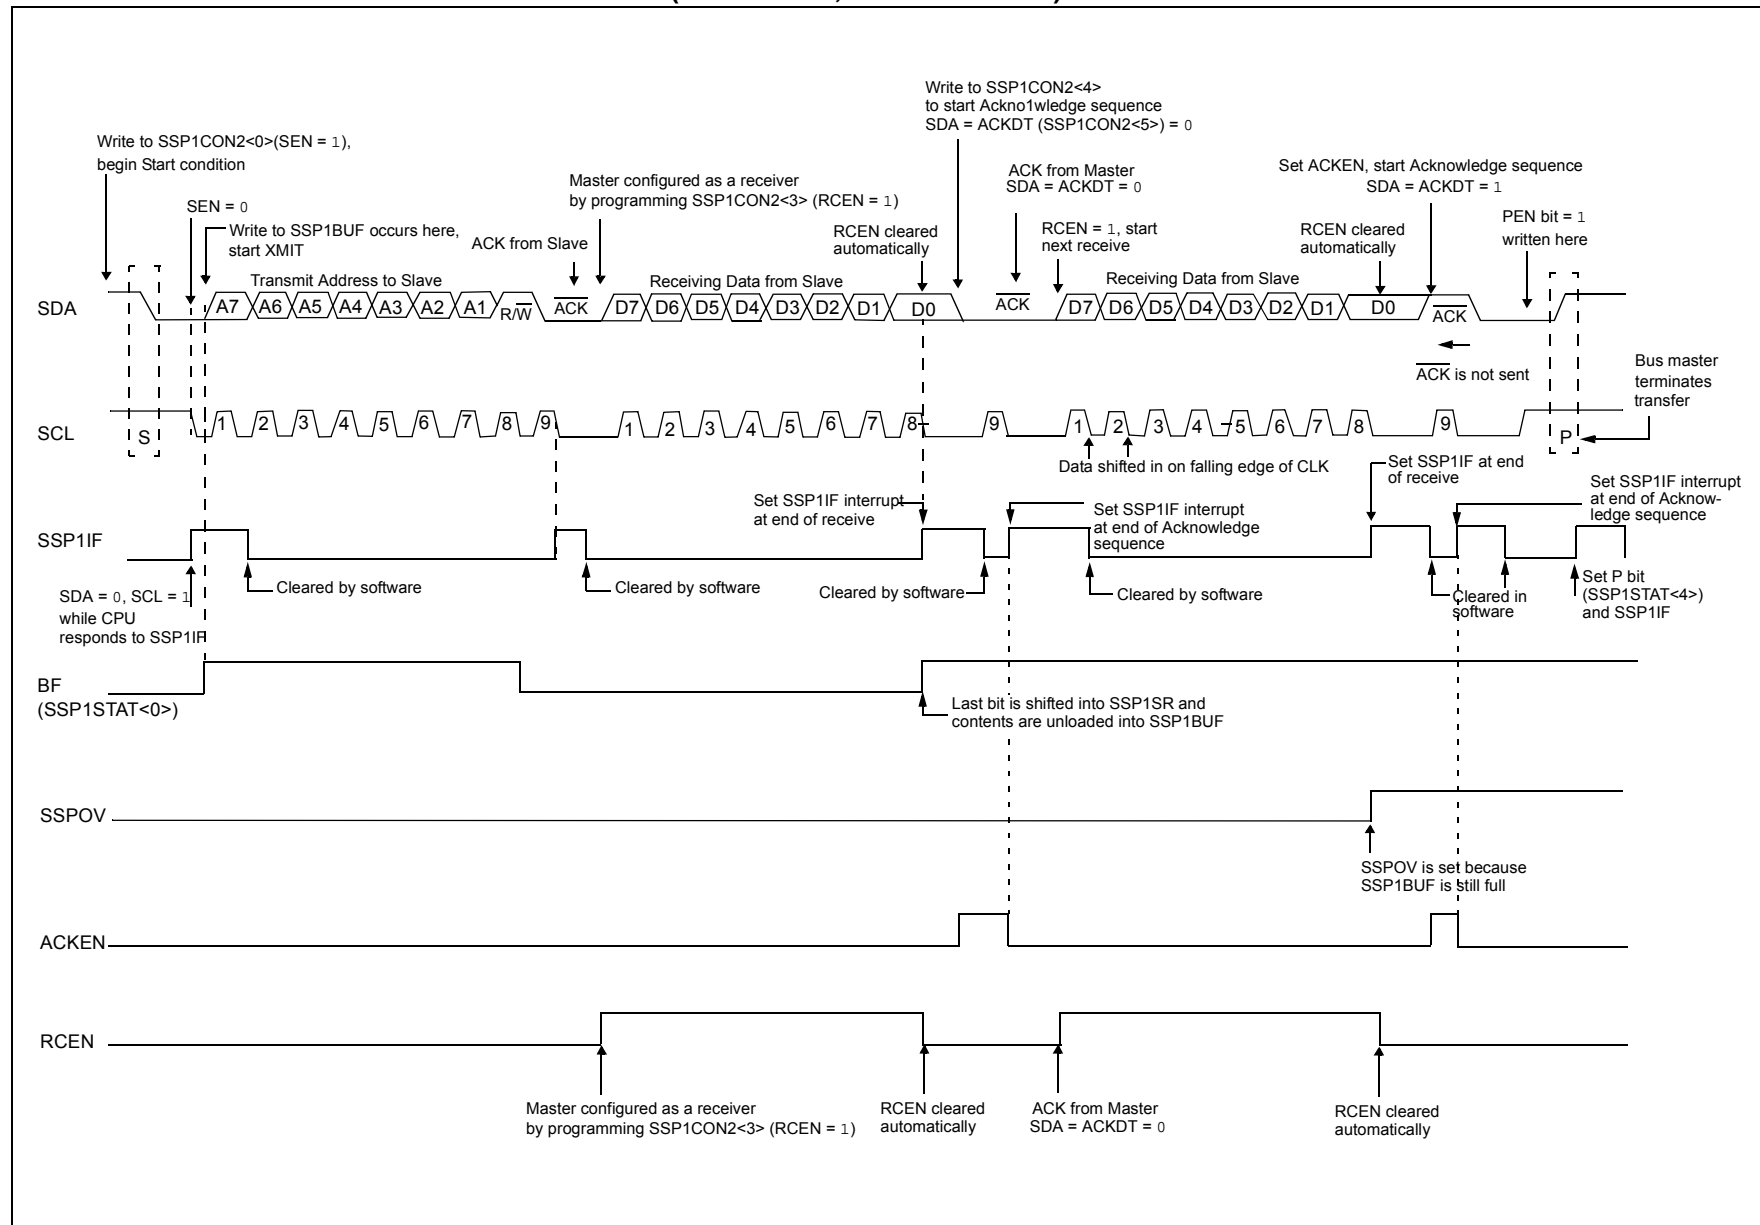 Write to SSP1CON2<4>
to start Ackno1wledge sequence
SDA = ACKDT (SSP1CON2<5>) = 0
Write to SSP1CON2<0>(SEN = 1),
begin Start condition
ACK from Master
SDA = ACKDT = 0
Set ACKEN, start Acknowledge sequence
SDA = ACKDT = 1
Master configured as a receiver
by programming SSP1CON2<3> (RCEN = 1)
SEN = 0
Write to SSP1BUF occurs here,
start XMIT
ACK from Slave
RCEN cleared
automatically
RCEN = 1, start
next receive
RCEN cleared
automatically
PEN bit = 1
written here
Transmit Address to Slave
Receiving Data from Slave
Receiving Data from Slave
SDA
A7 A6 A5 A4 A3 A2 A1 R/W ACK D7 D6 D5 D4 D3 D2 D1 D0 ACK D7 D6 D5 D4 D3 D2 D1 D0 ACK
ACK is not sent
Bus master
terminates
transfer
SCL
S 1 2 3 4 5 6 7 8 9 1 2 3 4 5 6 7 8 9 1 2 3 4 5 6 7 8 9 P
Data shifted in on falling edge of CLK
Set SSP1IF at end
of receive
Set SSP1IF interrupt
at end of Acknow-
ledge sequence
Set SSP1IF interrupt
at end of receive
Set SSP1IF interrupt
at end of Acknowledge
sequence
SSP1IF
SDA = 0, SCL = 1
while CPU
responds to SSP1IF
Cleared by software
Cleared by software
Cleared by software
Cleared by software
Cleared in
software
Set P bit
(SSP1STAT<4>)
and SSP1IF
BF
(SSP1STAT<0>)
Last bit is shifted into SSP1SR and
contents are unloaded into SSP1BUF
SSPOV
SSPOV is set because
SSP1BUF is still full
ACKEN
RCEN
Master configured as a receiver
by programming SSP1CON2<3> (RCEN = 1)
RCEN cleared
automatically
ACK from Master
SDA = ACKDT = 0
RCEN cleared
automatically